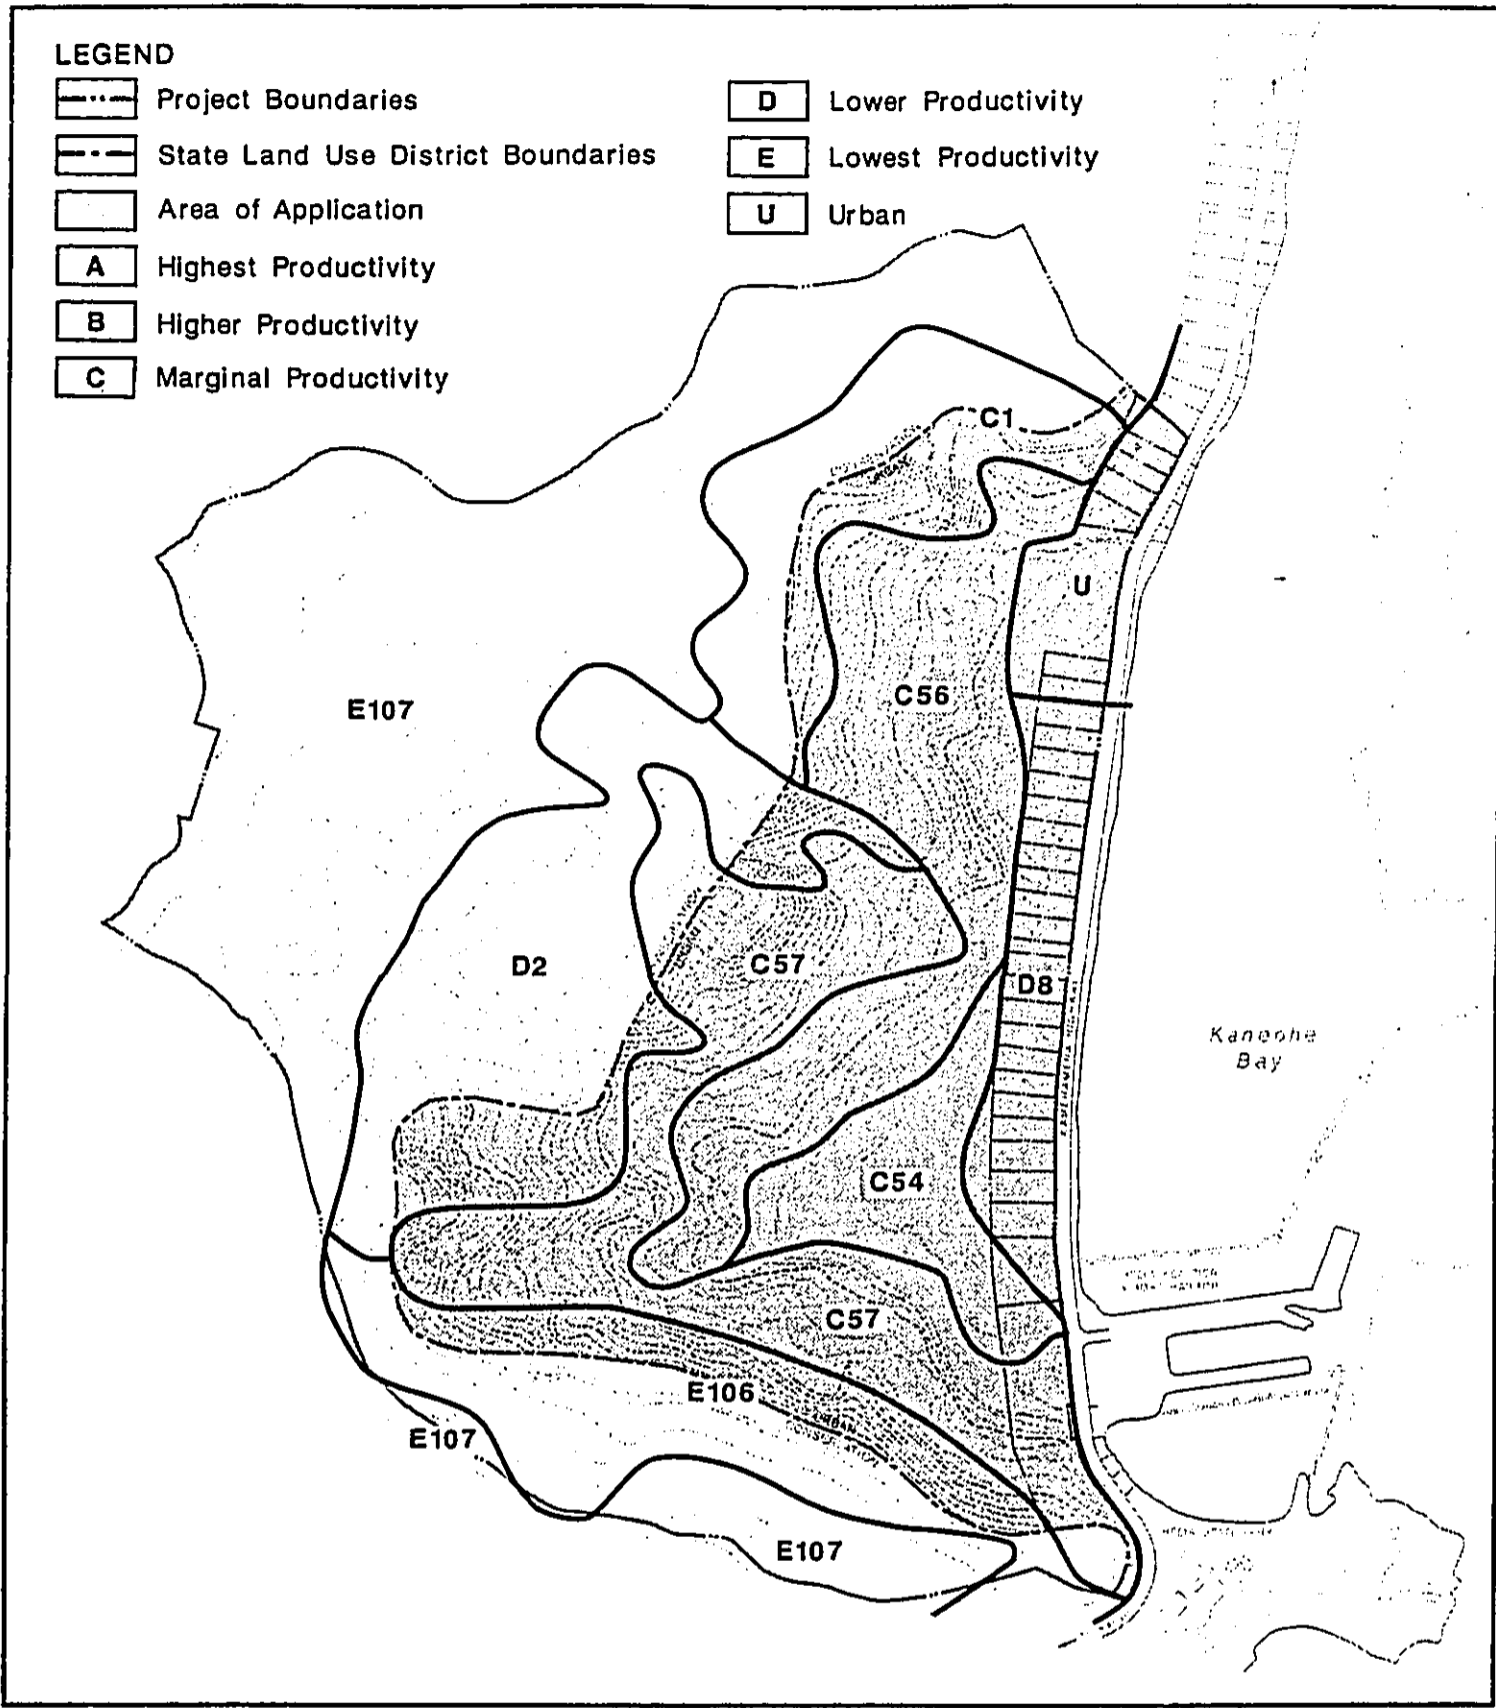 LEGEND
Project Boundaries
State Land Use District Boundaries
Area of Application
A Highest Productivity
B Higher Productivity
C Marginal Productivity
D Lower Productivity
E Lowest Productivity
U Urban
C1
U
C56
E107
D2
C57
D8
Kaneohe
Bay
C54
C57
E106
URBAN
E107
E107